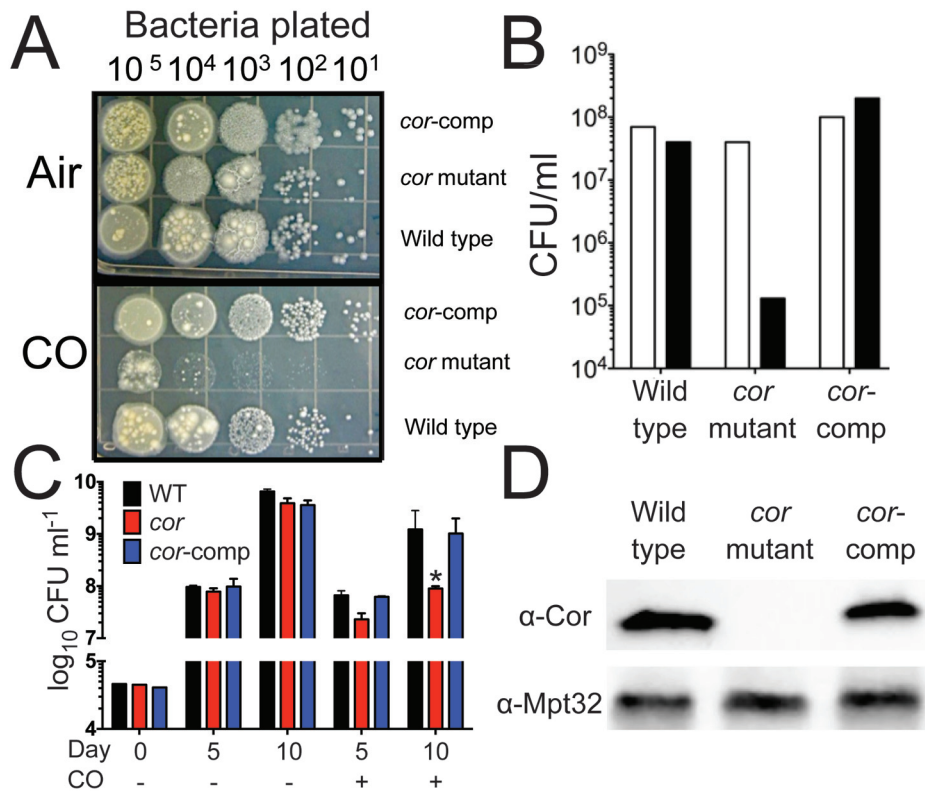 A
Bacteria plated
10⁵ 10⁴ 10³ 10² 10¹
Air
cor-comp
cor mutant
Wild type
CO
cor-comp
cor mutant
Wild type
B
CFU/ml
10⁹
10⁸
10⁷
10⁶
10⁵
10⁴
Wild type
cor mutant
cor-comp
C
log₁₀ CFU ml⁻¹
10
9
8
7
5
4
WT
cor
cor-comp
*
Day 0 5 10 5 10
CO - - - + +
D
Wild type
cor mutant
cor-comp
α-Cor
α-Mpt32